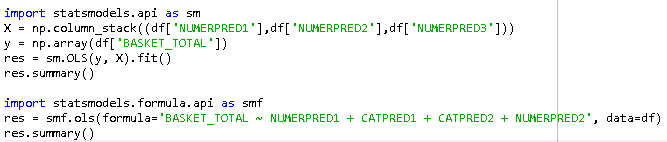 import statsmodels.api as sm
X = np.column_stack((df['NUMERPRED1'],df['NUMERPRED2'],df['NUMERPRED3']))
y = np.array(df['BASKET_TOTAL'])
res = sm.OLS(y, X).fit()
res.summary()
import statsmodels.formula.api as smf
res = smf.ols(formula='BASKET_TOTAL ~ NUMERPRED1 + CATPRED1 + CATPRED2 + NUMERPRED2', data=df)
res.summary()